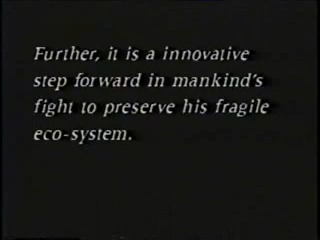 Further, it is a innovative
step forward in mankind's
fight to preserve his fragile
eco-system.